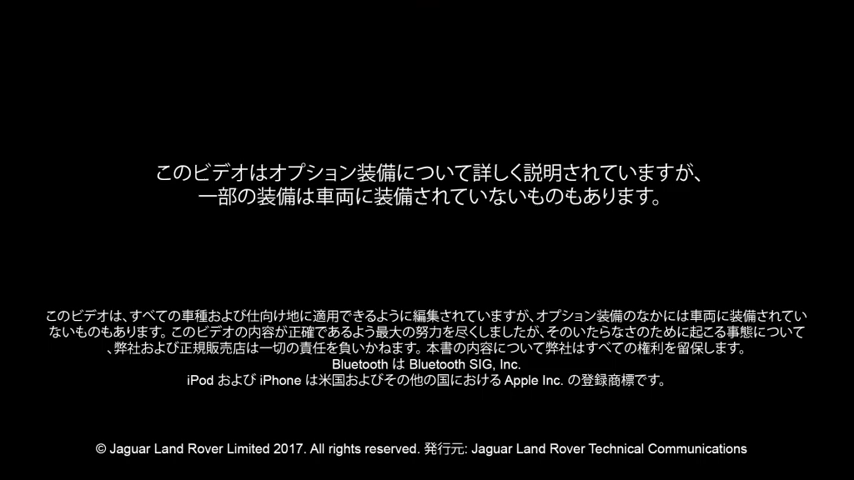 このビデオはオプション装備について詳しく説明されていますが、
一部の装備は車両に装備されていないものもあります。
このビデオは、すべての車種および仕向け地に適用できるように編集されていますが、オプション装備のなかには車両に装備されてい
ないものもあります。このビデオの内容が正確であるよう最大の努力を尽くしましたが、そのいたらなさのために起こる事態について
、弊社および正規販売店は一切の責任を負いかねます。本書の内容について弊社はすべての権利を留保します。
Bluetooth は Bluetooth SIG, Inc.
iPod および iPhone は米国およびその他の国における Apple Inc. の登録商標です。
© Jaguar Land Rover Limited 2017. All rights reserved. 発行元: Jaguar Land Rover Technical Communications